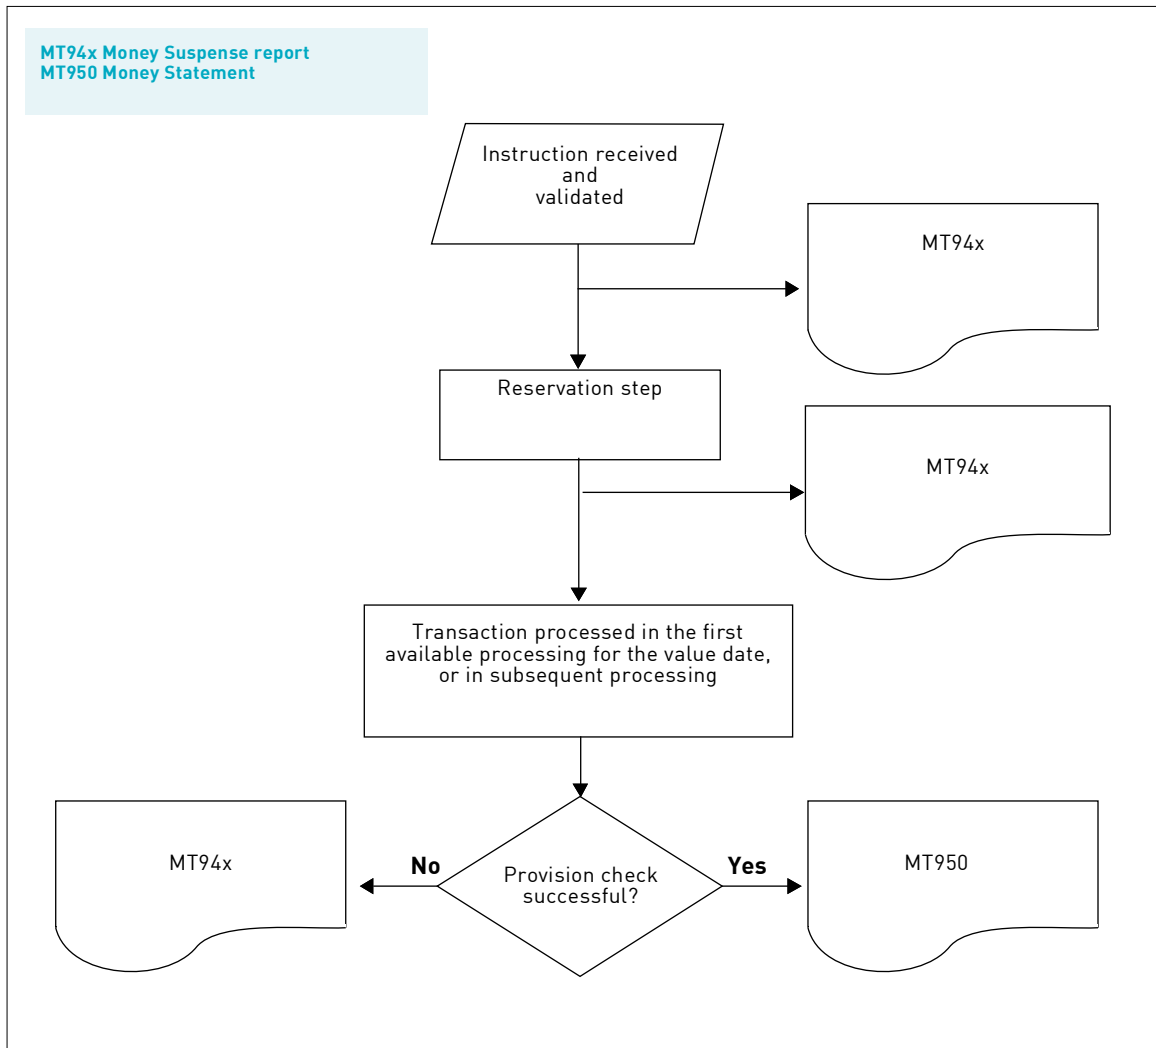 MT94x Money Suspense report
MT950 Money Statement
Instruction received
and
validated
MT94x
Reservation step
MT94x
Transaction processed in the first
available processing for the value date,
or in subsequent processing
MT94x
No
Provision check
successful?
Yes
MT950